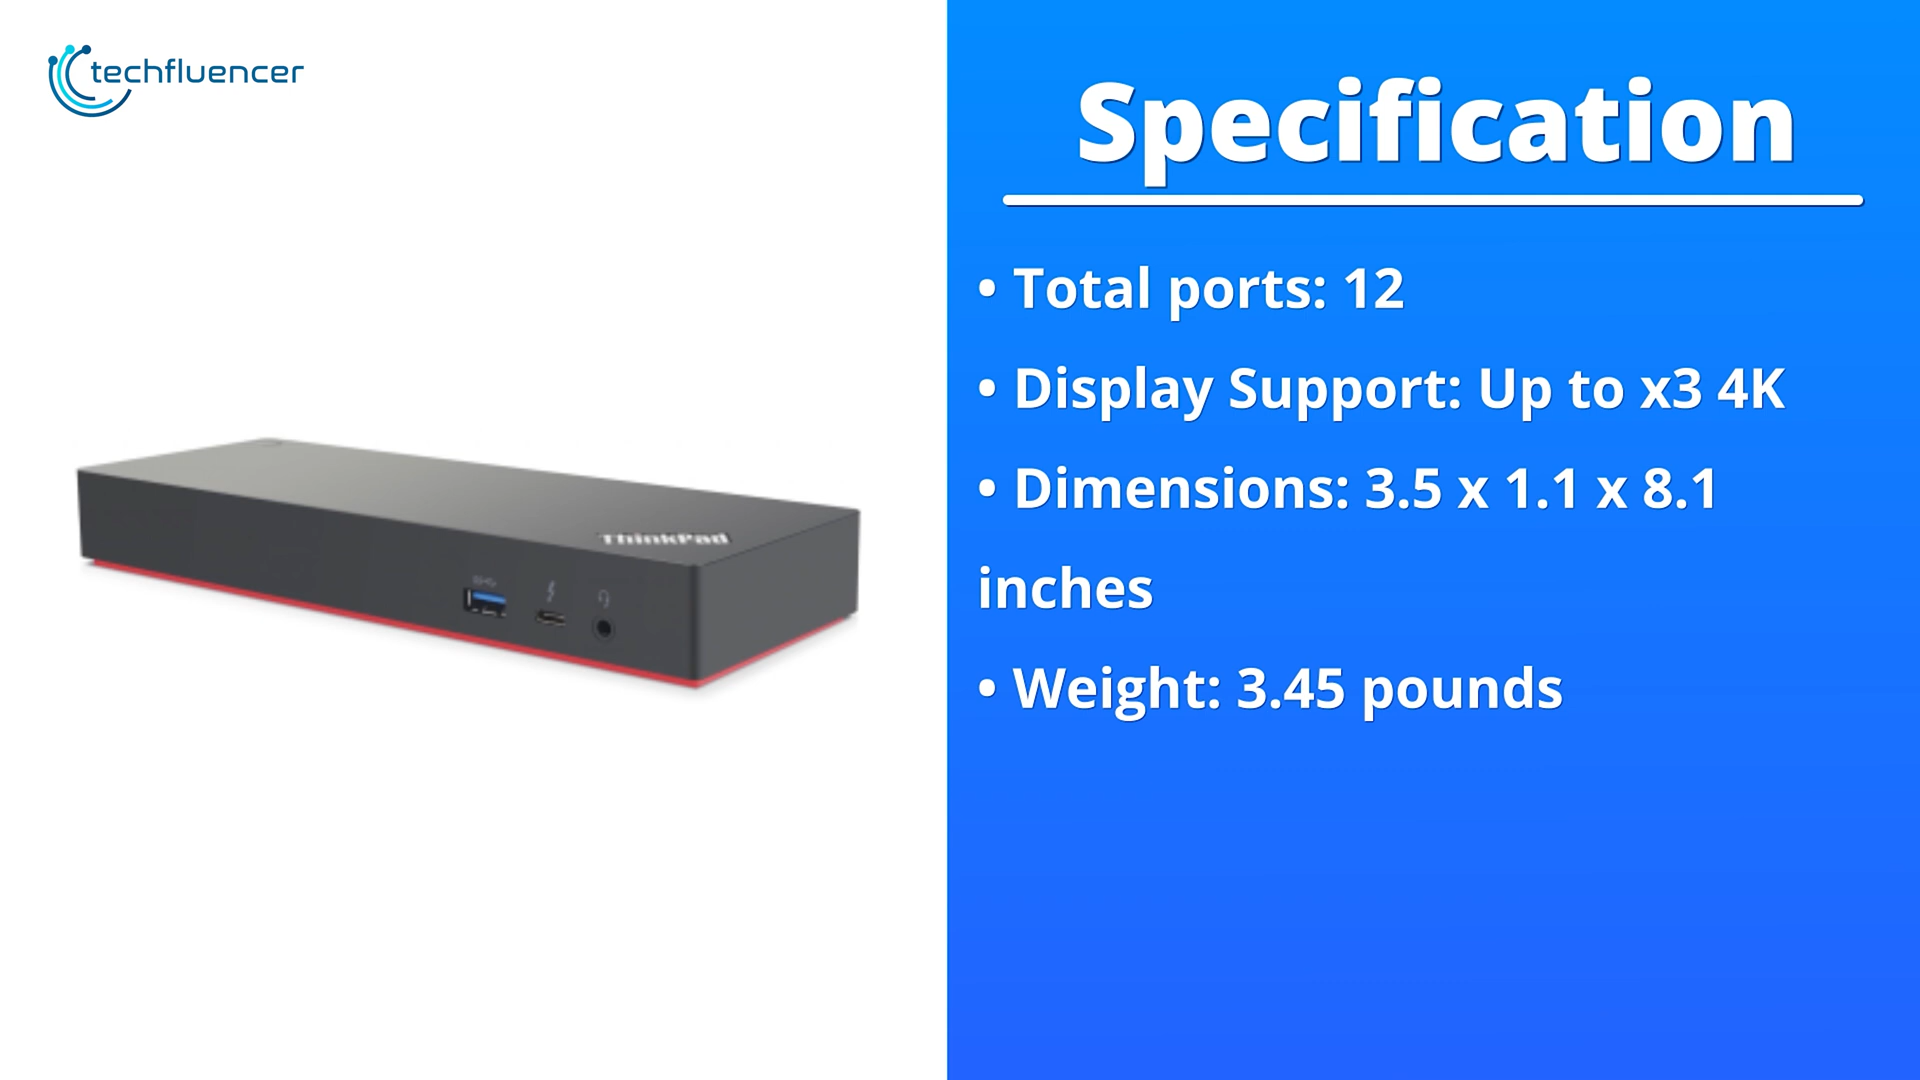 techfluencer
Specification
• Total ports: 12
• Display Support: Up to x3 4K
• Dimensions: 3.5 x 1.1 x 8.1
inches
• Weight: 3.45 pounds
ThinkPad